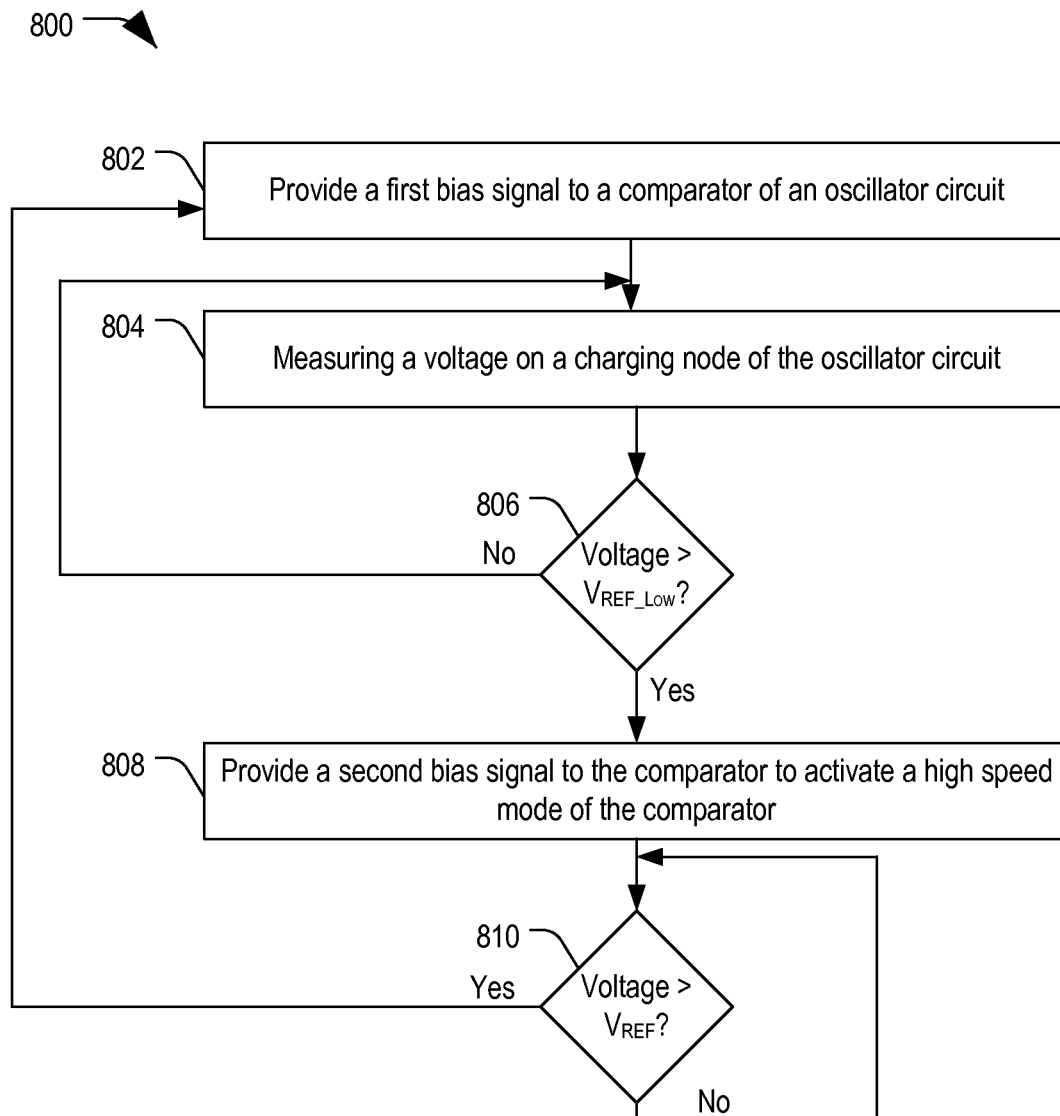 800
802
Provide a first bias signal to a comparator of an oscillator circuit
804
Measuring a voltage on a charging node of the oscillator circuit
806
No
Voltage >
VREF_Low?
Yes
808
Provide a second bias signal to the comparator to activate a high speed
mode of the comparator
810
Yes
Voltage >
VREF?
No